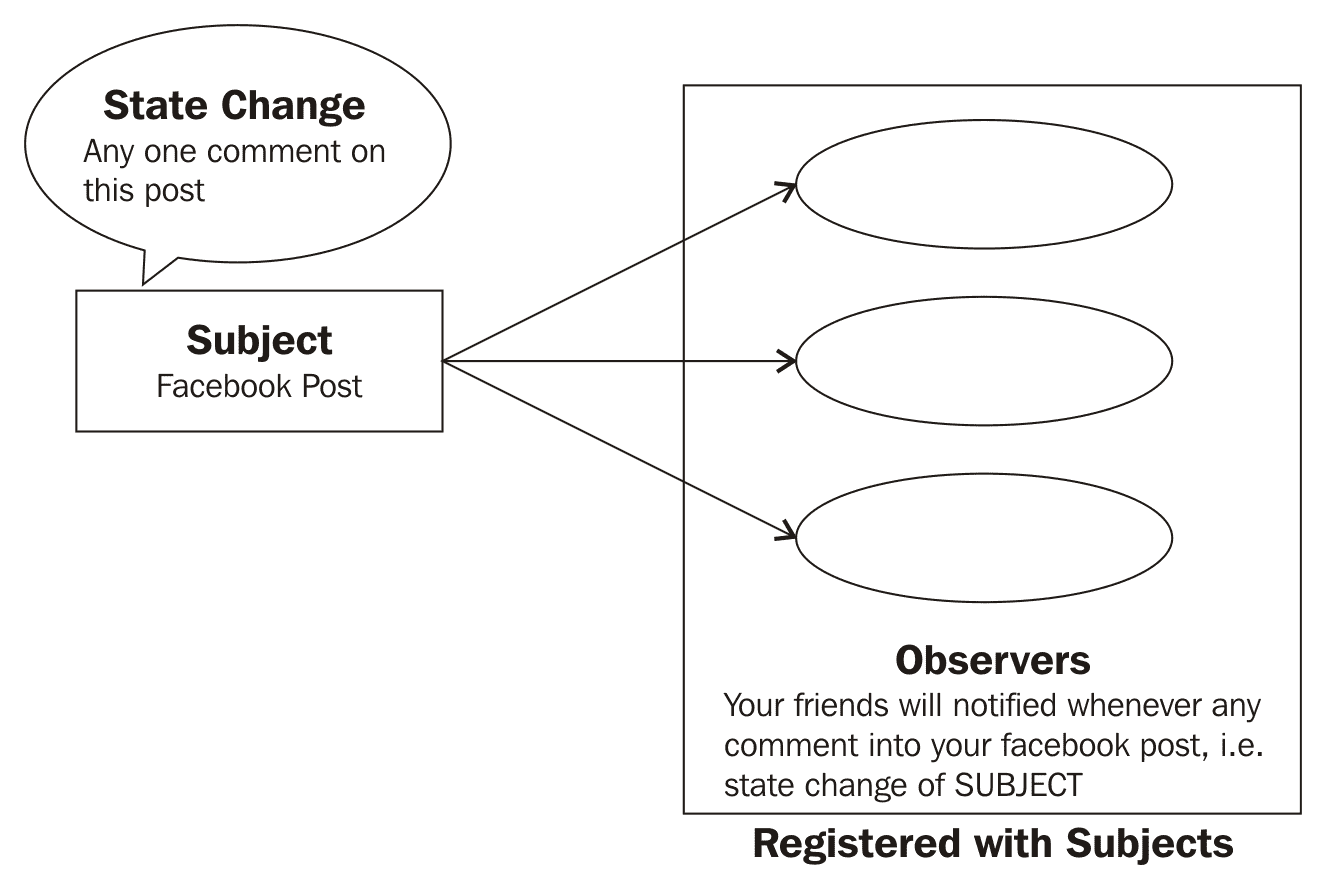 State Change
Any one comment on
this post
Subject
Facebook Post
Observers
Your friends will notified whenever any
comment into your facebook post, i.e.
state change of SUBJECT
Registered with Subjects